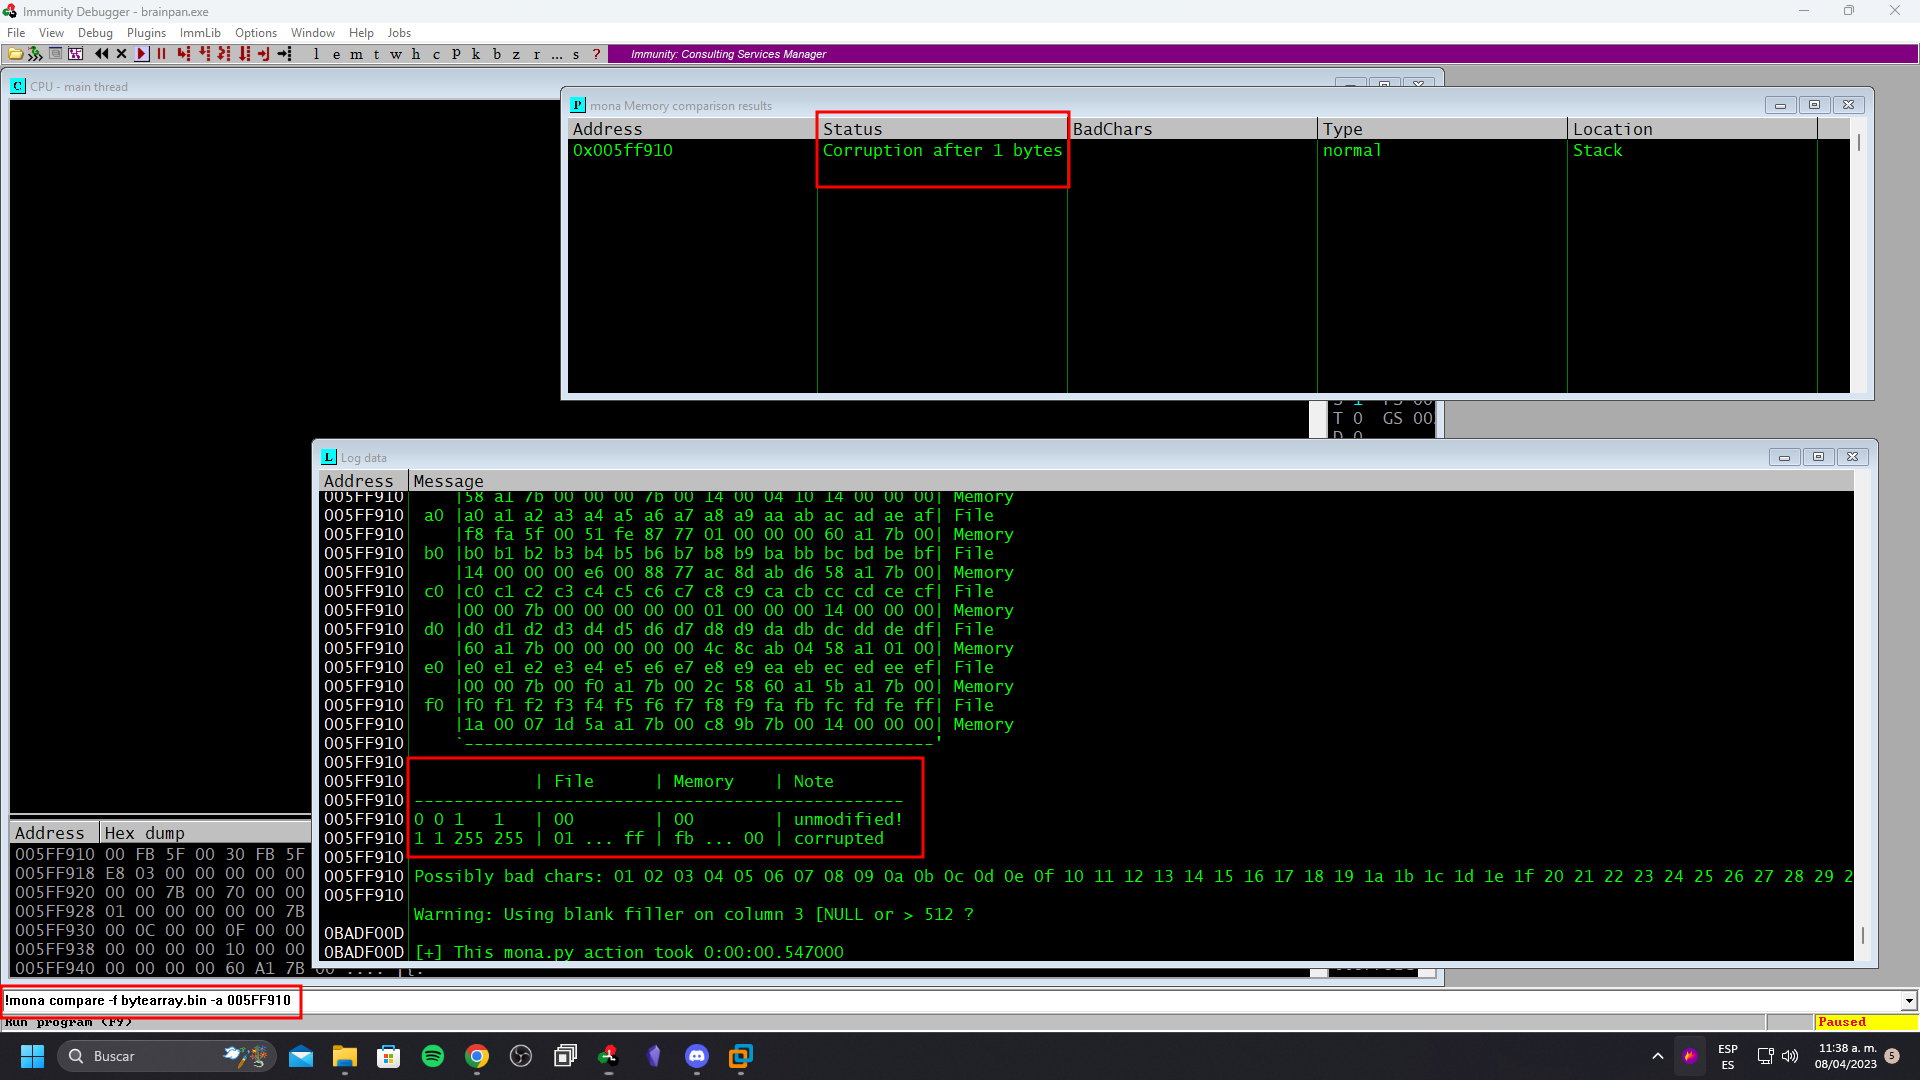 Immunity Debugger - brainpan.exe
File View Debug Plugins ImmLib Options Window Help Jobs
l e m t w h c P k b z r ... s ? Immunity: Consulting Services Manager
CPU - main thread
mona Memory comparison results
Address Status BadChars Type Location
0x005ff910 Corruption after 1 bytes normal Stack
T 0 GS 00
Log data
Address Message
005FF910 |58 a1 7b 00 00 00 7b 00 14 00 04 10 14 00 00 00| Memory
005FF910 a0 |a0 a1 a2 a3 a4 a5 a6 a7 a8 a9 aa ab ac ad ae af| File
005FF910 |f8 fa 5f 00 51 fe 87 77 01 00 00 00 60 a1 7b 00| Memory
005FF910 b0 |b0 b1 b2 b3 b4 b5 b6 b7 b8 b9 ba bb bc bd be bf| File
005FF910 |14 00 00 00 e6 00 88 77 ac 8d ab d6 58 a1 7b 00| Memory
005FF910 c0 |c0 c1 c2 c3 c4 c5 c6 c7 c8 c9 ca cb cc cd ce cf| File
005FF910 |00 00 7b 00 00 00 00 00 01 00 00 00 14 00 00 00| Memory
005FF910 d0 |d0 d1 d2 d3 d4 d5 d6 d7 d8 d9 da db dc dd de df| File
005FF910 |60 a1 7b 00 00 00 00 00 4c 8c ab 04 58 a1 01 00| Memory
005FF910 e0 |e0 e1 e2 e3 e4 e5 e6 e7 e8 e9 ea eb ec ed ee ef| File
005FF910 |00 00 7b 00 f0 a1 7b 00 2c 58 60 a1 5b a1 7b 00| Memory
005FF910 f0 |f0 f1 f2 f3 f4 f5 f6 f7 f8 f9 fa fb fc fd fe ff| File
005FF910 |1a 00 07 1d 5a a1 7b 00 c8 9b 7b 00 14 00 00 00| Memory
005FF910 `-----------------------------------------------'
005FF910
005FF910 | File | Memory | Note
005FF910 -------------------------------------------------
005FF910 0 0 1 1 | 00 | 00 | unmodified!
005FF910 1 1 255 255 | 01 ... ff | fb ... 00 | corrupted
005FF910
005FF910 Possibly bad chars: 01 02 03 04 05 06 07 08 09 0a 0b 0c 0d 0e 0f 10 11 12 13 14 15 16 17 18 19 1a 1b 1c 1d 1e 1f 20 21 22 23 24 25 26 27 28 29 2
005FF910
Warning: Using blank filler on column 3 [NULL or > 512 ?
0BADF00D
0BADF00D [+] This mona.py action took 0:00:00.547000
Address Hex dump
005FF910 00 FB 5F 00 30 FB 5F
005FF918 E8 03 00 00 00 00 00
005FF920 00 00 7B 00 70 00 00
005FF928 01 00 00 00 00 00 7B
005FF930 00 0C 00 00 0F 00 00
005FF938 00 00 00 00 10 00 00
005FF940 00 00 00 00 60 A1 7B
!mona compare -f bytearray.bin -a 005FF910
Run program (F9)
Paused
Buscar
ESP
ES
11:38 a. m.
08/04/2023
5